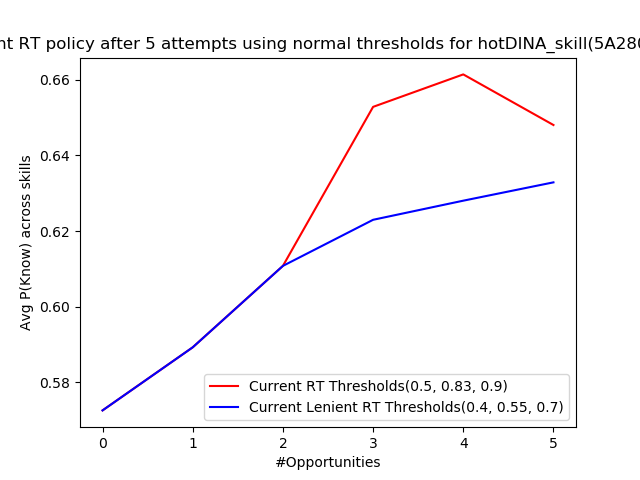 nt RT policy after 5 attempts using normal thresholds for hotDINA_skill(5A28
0.66
0.64
0.62
0.60
0.58
Avg P(Know) across skills
Current RT Thresholds(0.5, 0.83, 0.9)
Current Lenient RT Thresholds(0.4, 0.55, 0.7)
0 1 2 3 4 5
#Opportunities